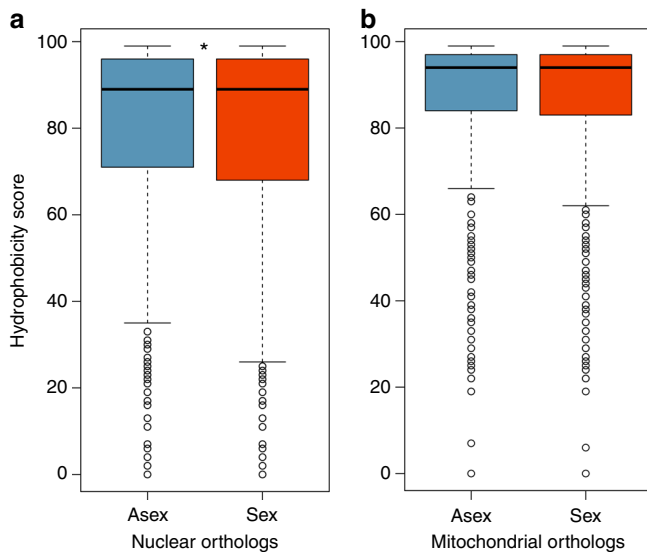 a
b
*
100
80
60
40
20
0
Hydrophobicity score
Asex Sex
Nuclear orthologs
100
80
60
40
20
0
Asex Sex
Mitochondrial orthologs